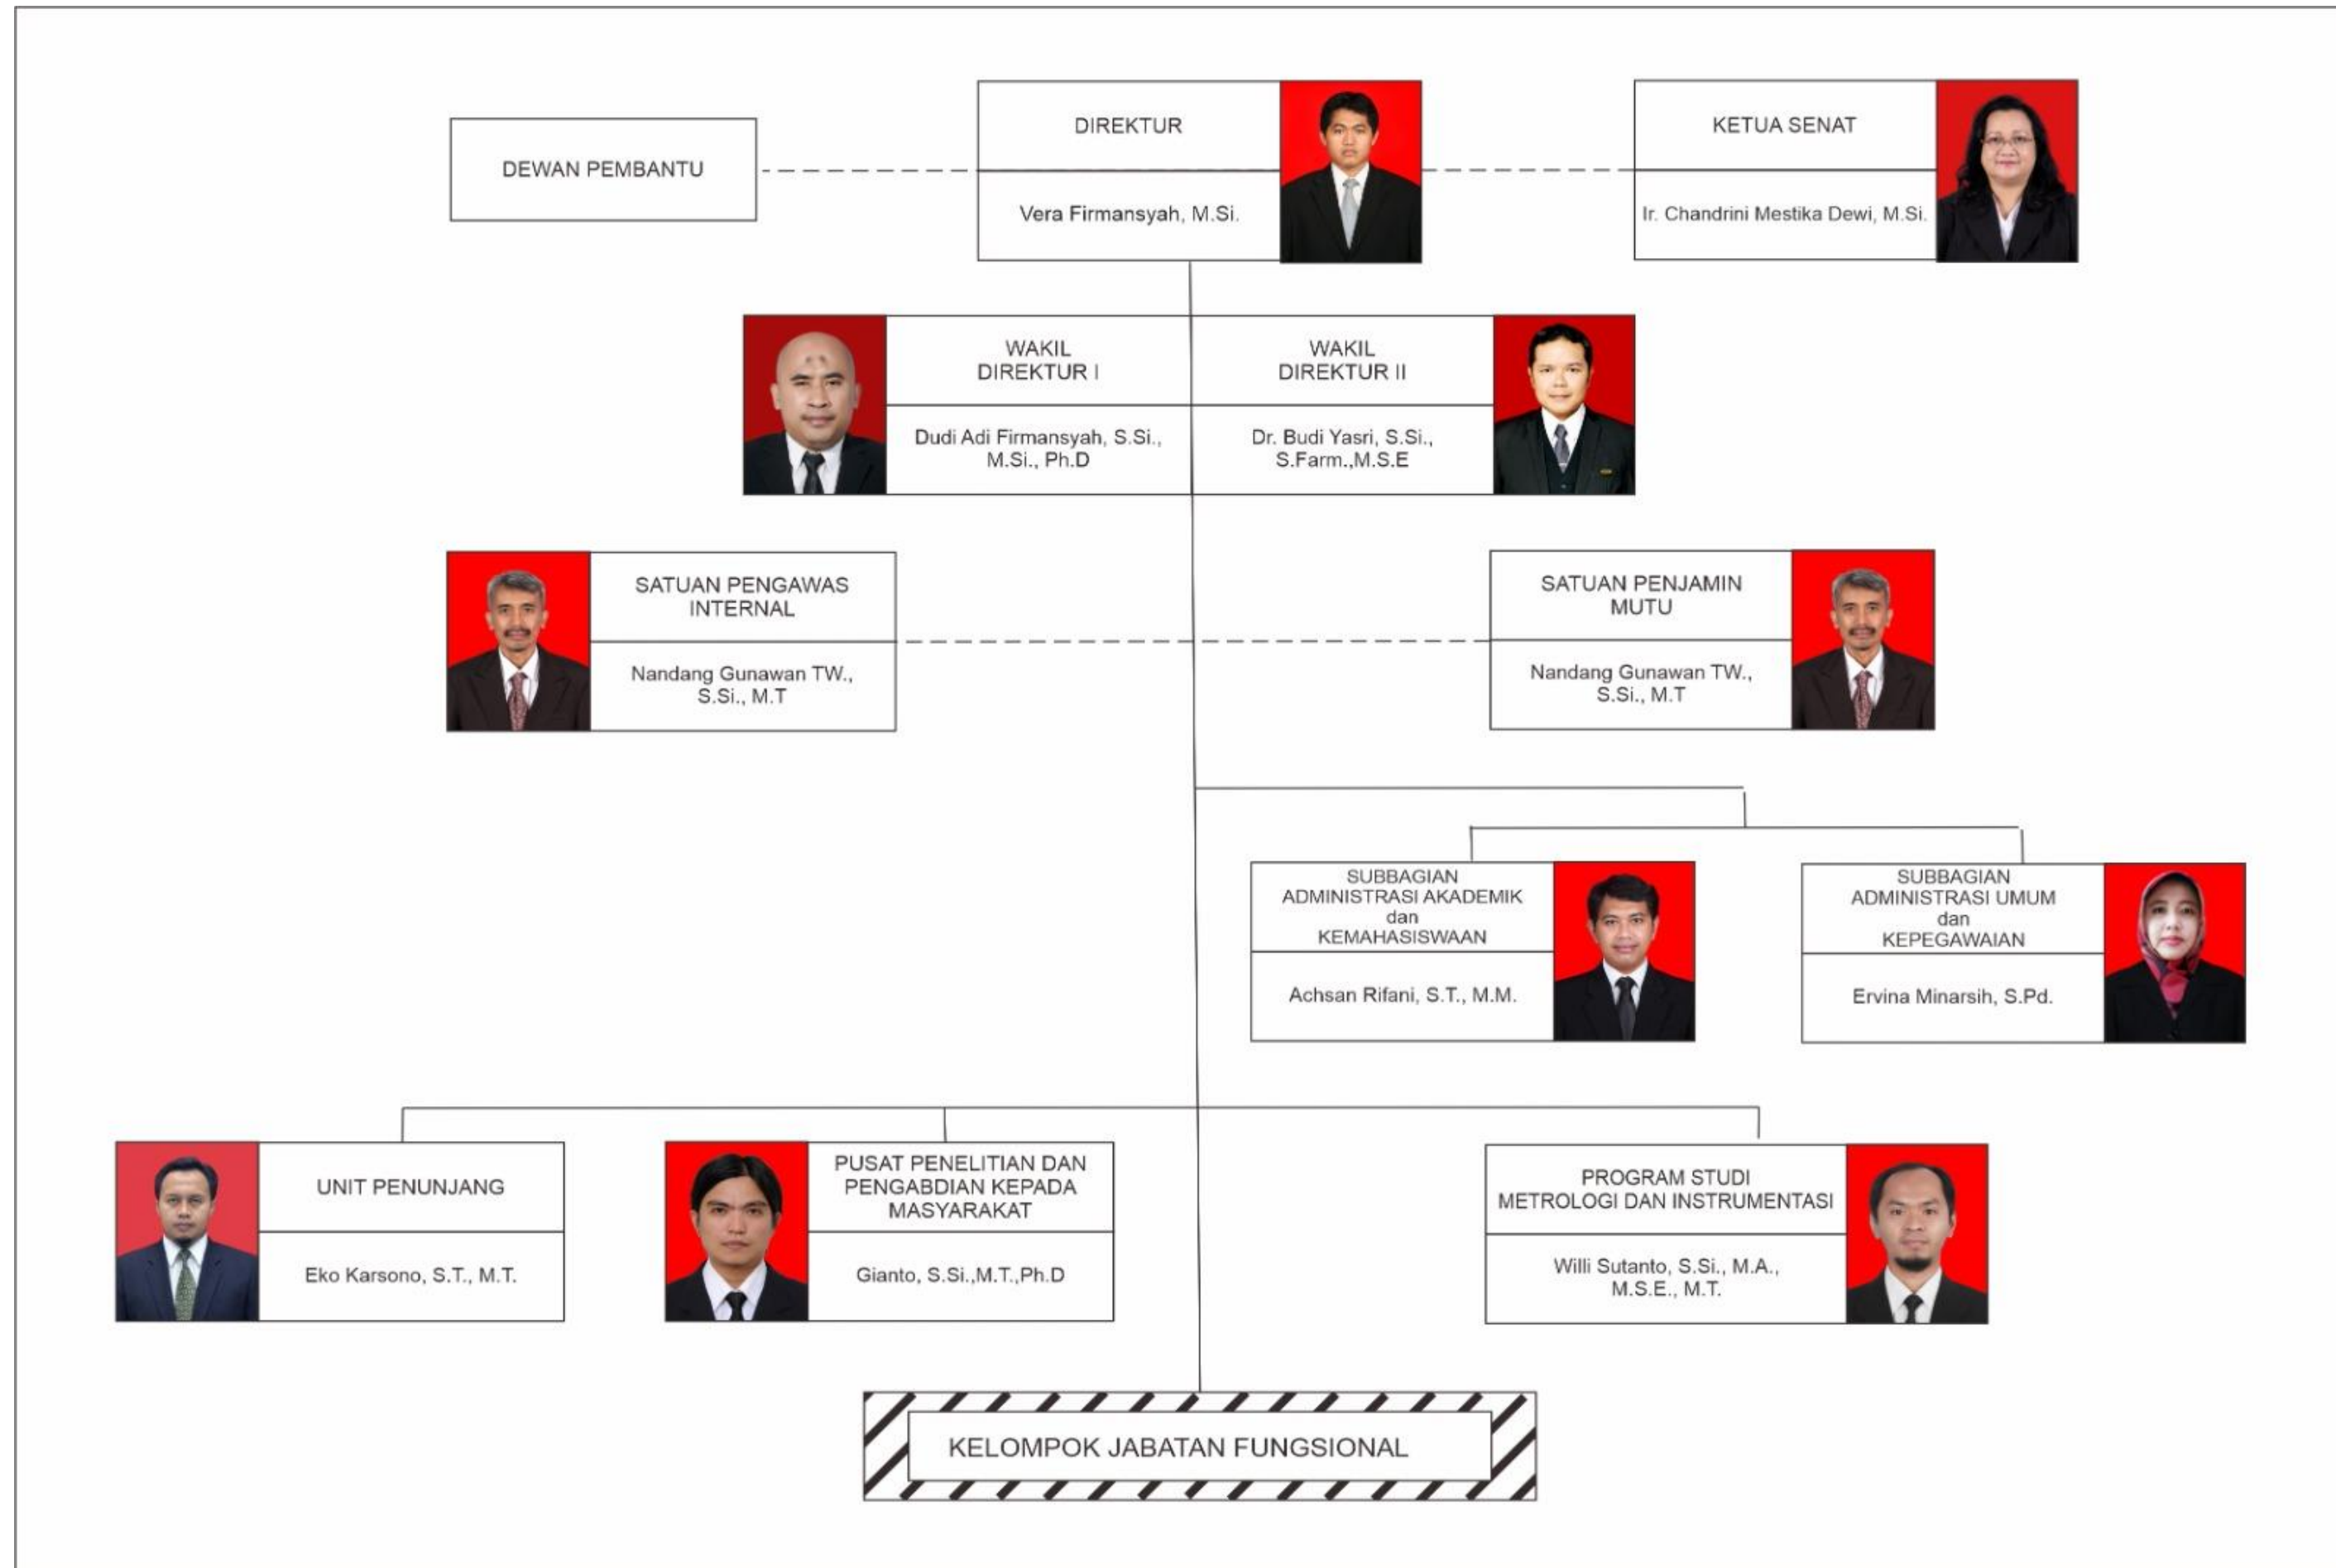 DEWAN PEMBANTU
DIREKTUR
Vera Firmansyah, M.Si.
KETUA SENAT
Ir. Chandrini Mestika Dewi, M.Si.
WAKIL
DIREKTUR I
Dudi Adi Firmansyah, S.Si.,
M.Si., Ph.D
WAKIL
DIREKTUR II
Dr. Budi Yasri, S.Si.,
S.Farm.,M.S.E
SATUAN PENGAWAS
INTERNAL
Nandang Gunawan TW.,
S.Si., M.T
SATUAN PENJAMIN
MUTU
Nandang Gunawan TW.,
S.Si., M.T
SUBBAGIAN
ADMINISTRASI AKADEMIK
dan
KEMAHASISWAAN
Achsan Rifani, S.T., M.M.
SUBBAGIAN
ADMINISTRASI UMUM
dan
KEPEGAWAIAN
Ervina Minarsih, S.Pd.
UNIT PENUNJANG
Eko Karsono, S.T., M.T.
PUSAT PENELITIAN DAN
PENGABDIAN KEPADA
MASYARAKAT
Gianto, S.Si.,M.T.,Ph.D
PROGRAM STUDI
METROLOGI DAN INSTRUMENTASI
Willi Sutanto, S.Si., M.A.,
M.S.E., M.T.
KELOMPOK JABATAN FUNGSIONAL